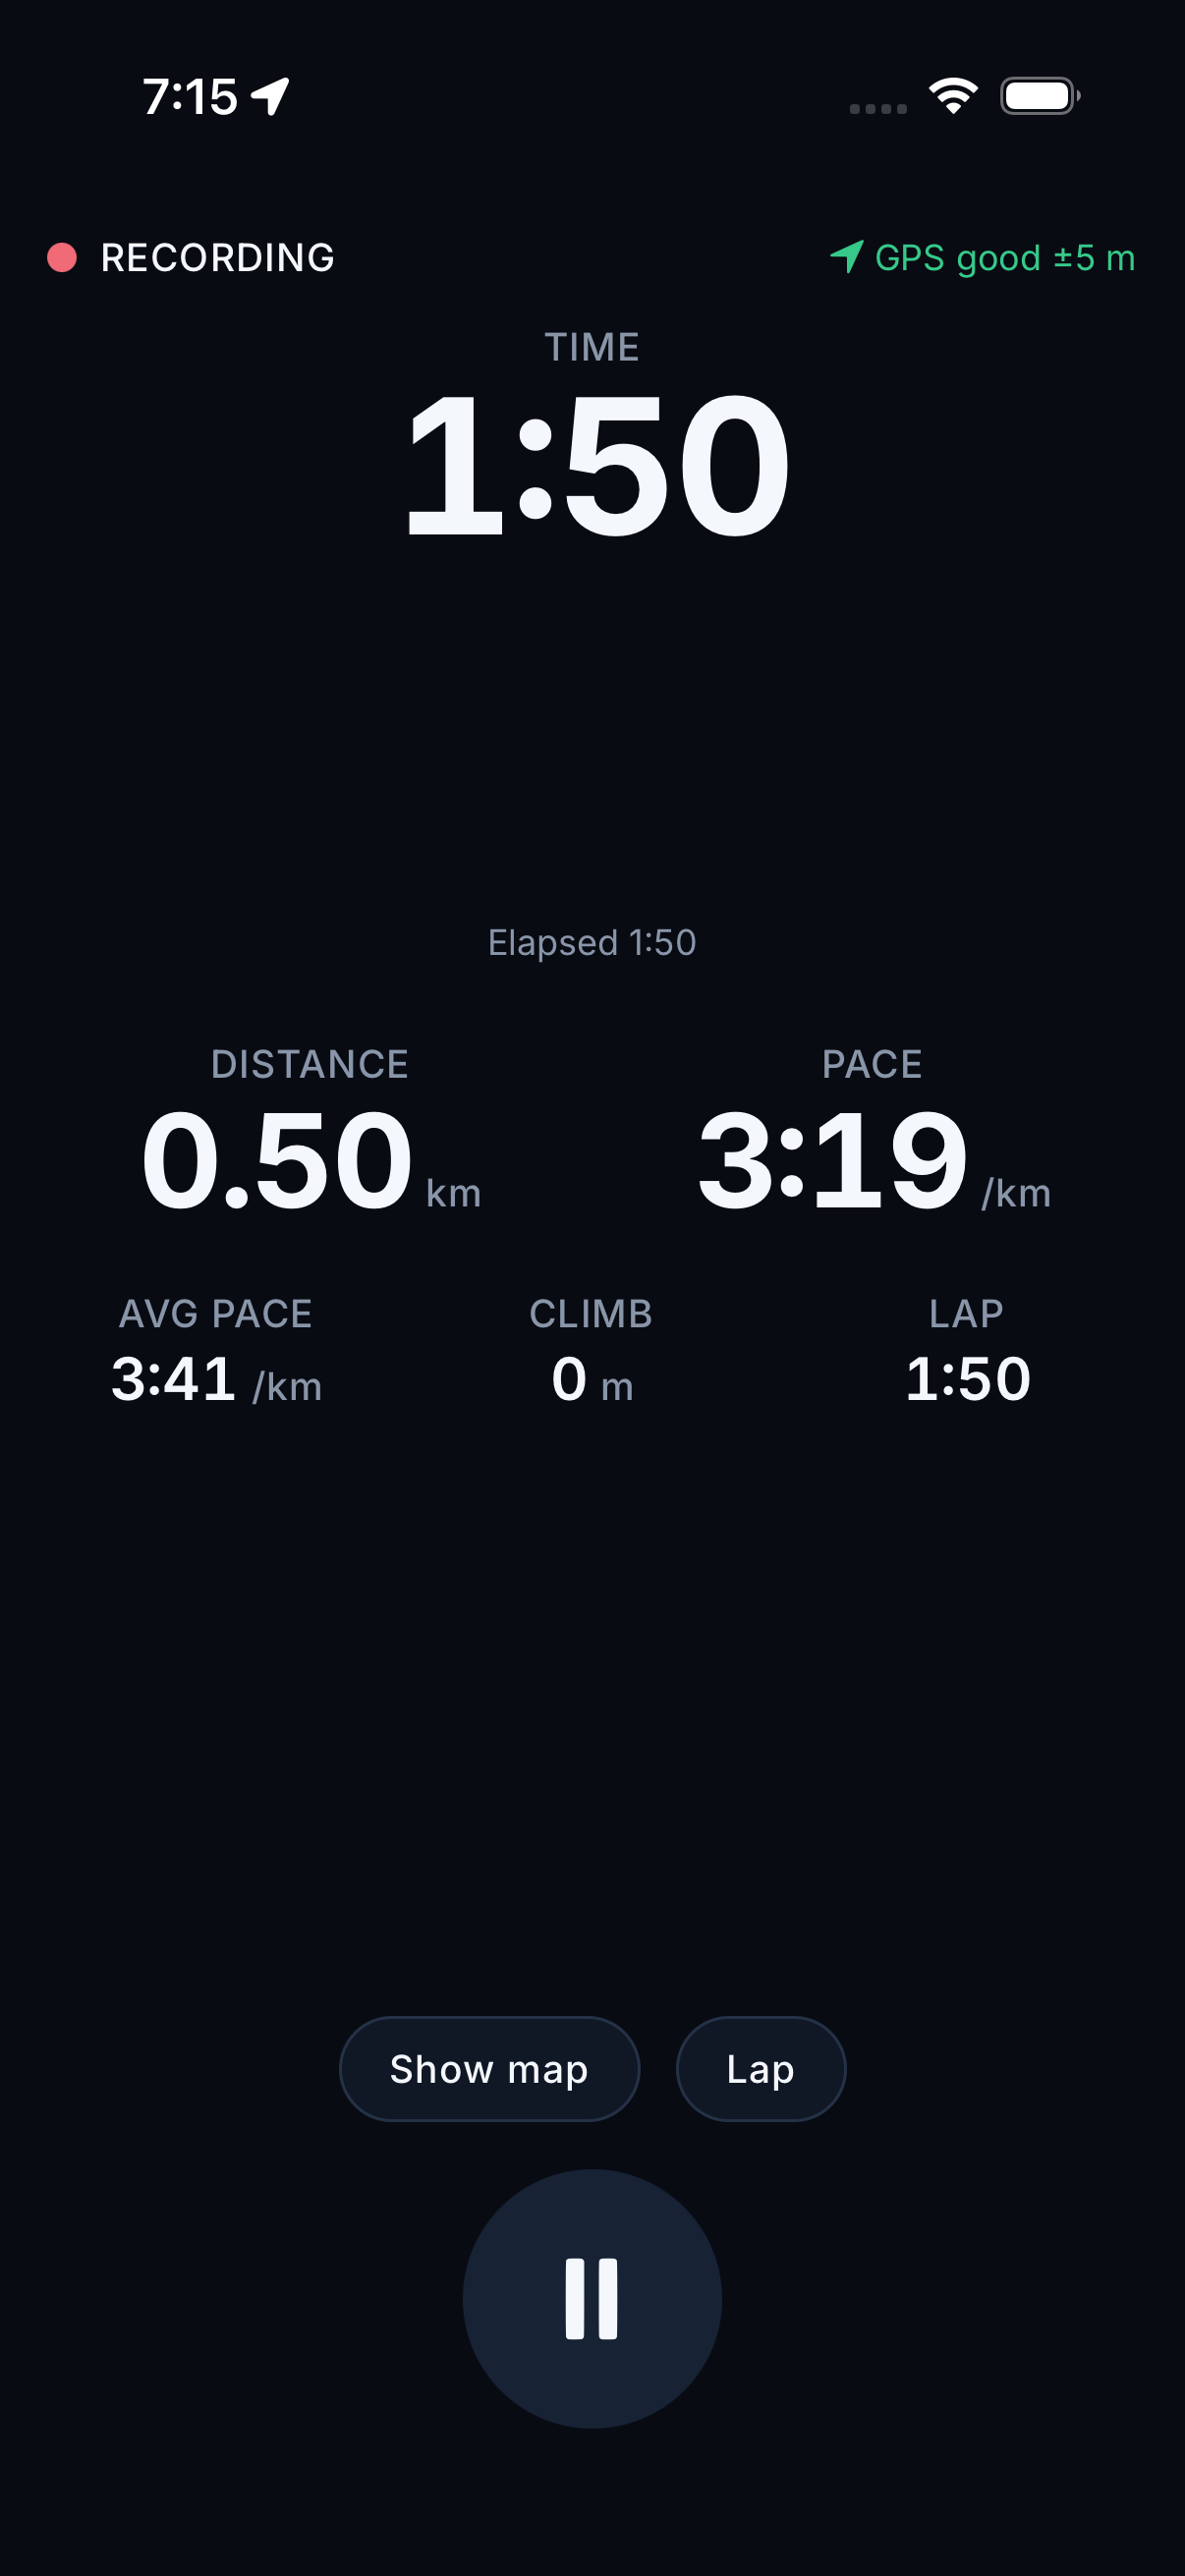 7:15
RECORDING
GPS good ±5 m
TIME
1:50
Elapsed 1:50
DISTANCE
PACE
0.50 km
3:19 /km
AVG PACE
CLIMB
LAP
3:41 /km
0 m
1:50
Show map
Lap